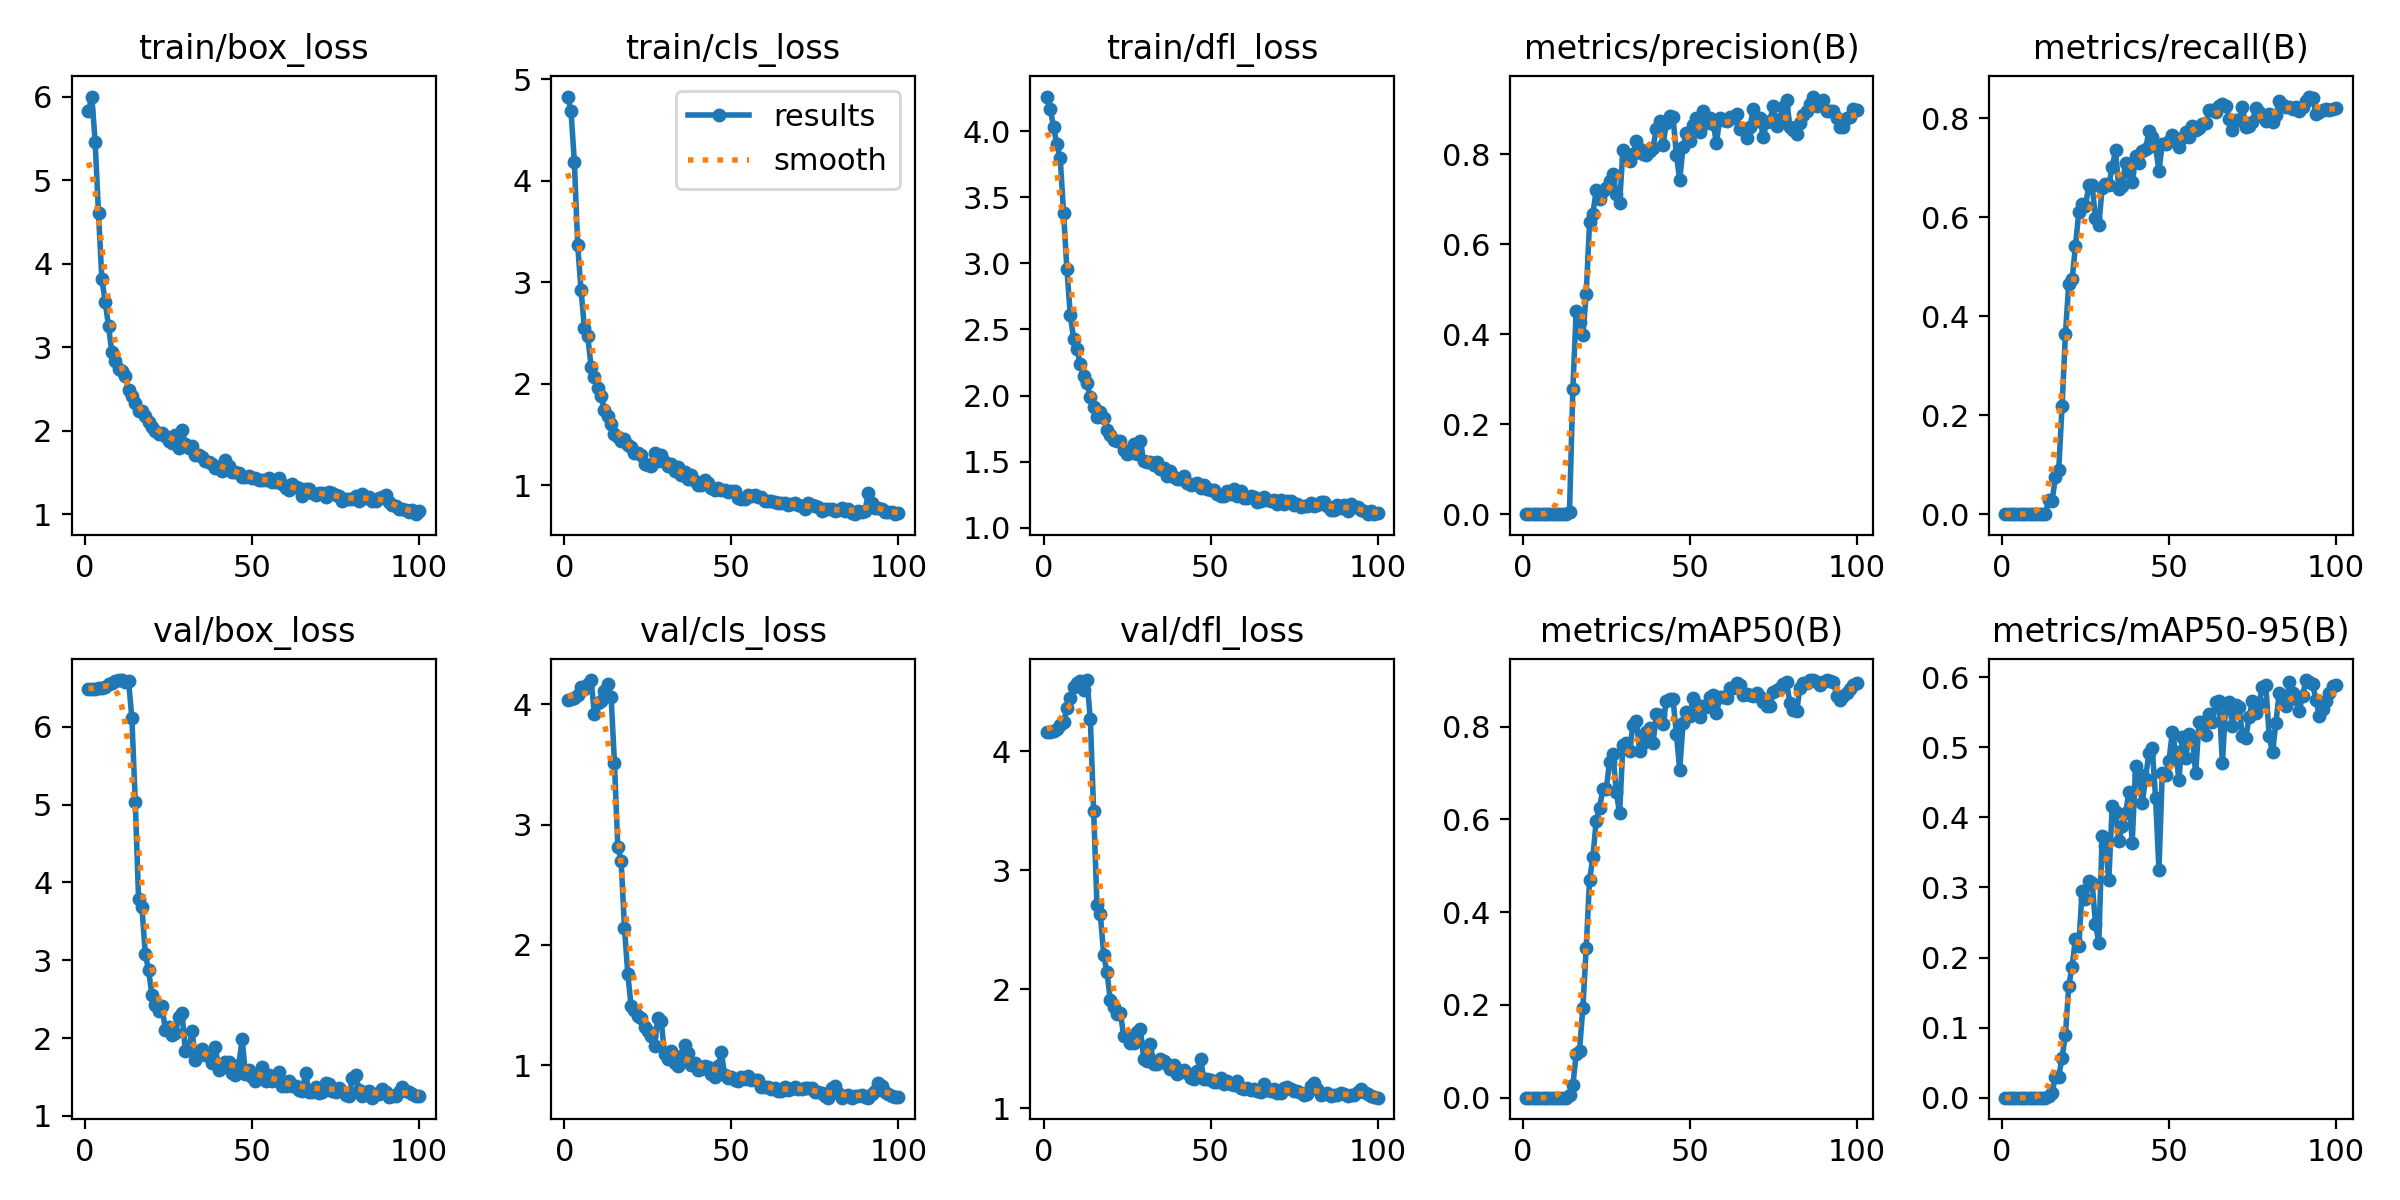 train/box_loss
6
5
4
3
2
1
0 50 100
train/cls_loss
results
smooth
5
4
3
2
1
0 50 100
train/dfl_loss
4.0
3.5
3.0
2.5
2.0
1.5
1.0
0 50 100
metrics/precision(B)
0.8
0.6
0.4
0.2
0.0
0 50 100
metrics/recall(B)
0.8
0.6
0.4
0.2
0.0
0 50 100
val/box_loss
6
5
4
3
2
1
0 50 100
val/cls_loss
4
3
2
1
0 50 100
val/dfl_loss
4
3
2
1
0 50 100
metrics/mAP50(B)
0.8
0.6
0.4
0.2
0.0
0 50 100
metrics/mAP50-95(B)
0.6
0.5
0.4
0.3
0.2
0.1
0.0
0 50 100